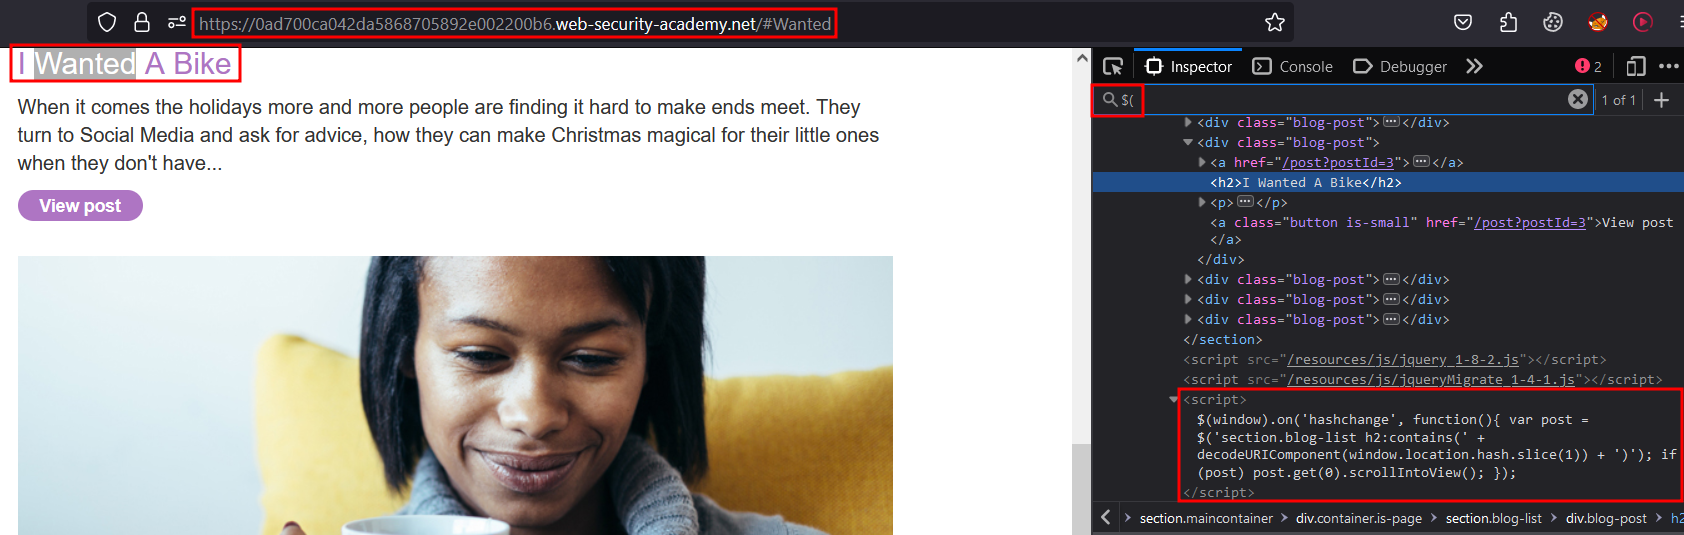 https://0ad700ca042da5868705892e002200b6.web-security-academy.net/#Wanted
I Wanted A Bike
When it comes the holidays more and more people are finding it hard to make ends meet. They
turn to Social Media and ask for advice, how they can make Christmas magical for their little ones
when they don't have...
View post
Inspector
Console
Debugger
2
$(
1 of 1
<div class="blog-post"></div>
<div class="blog-post">
<a href="/post?postId=3"></a>
<h2>I Wanted A Bike</h2>
<p></p>
<a class="button is-small" href="/post?postId=3">View post
</a>
</div>
<div class="blog-post"></div>
<div class="blog-post"></div>
<div class="blog-post"></div>
</section>
<script src="/resources/js/jquery_1-8-2.js"></script>
<script src="/resources/js/jqueryMigrate_1-4-1.js"></script>
<script>
$(window).on('hashchange', function(){ var post =
$('section.blog-list h2:contains(' +
decodeURIComponent(window.location.hash.slice(1)) + ')'); if
(post) post.get(0).scrollIntoView(); });
</script>
section.maincontainer > div.container.is-page > section.blog-list > div.blog-post > h2